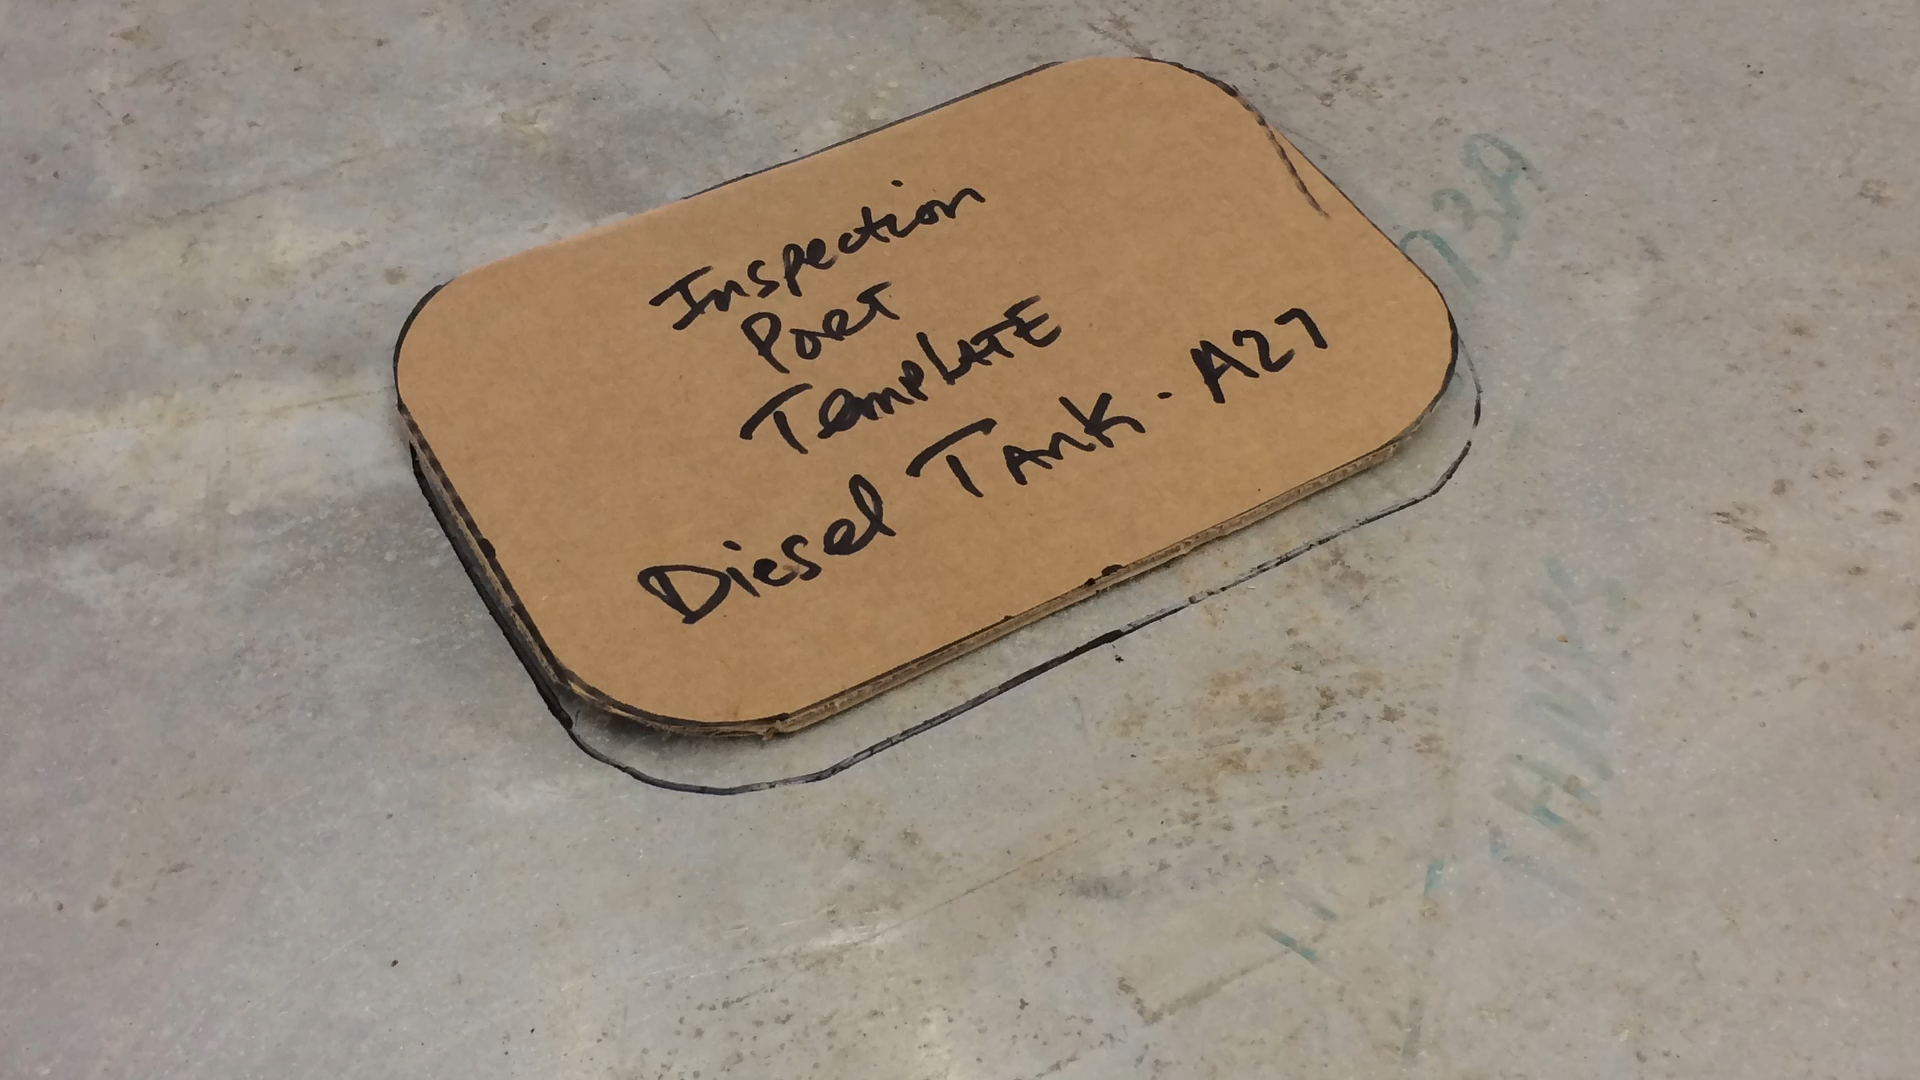 Inspection
Port
TempLATE
Diesel TAnk - A27